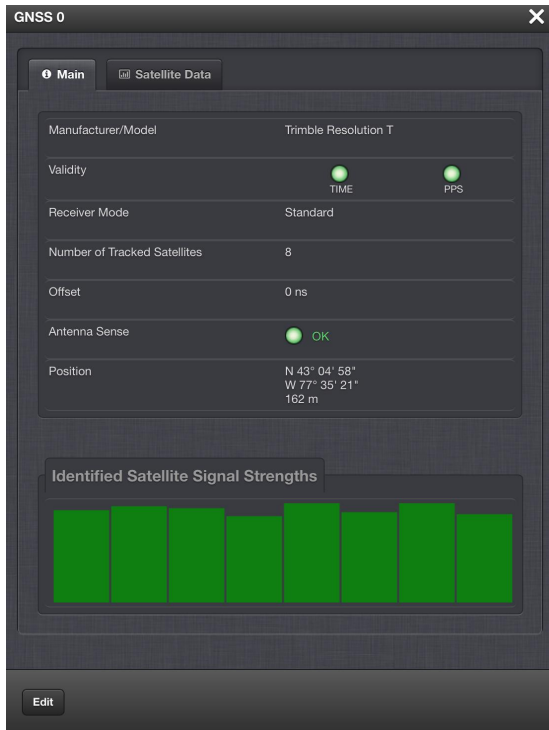 GNSS 0
Main
Satellite Data
Manufacturer/Model Trimble Resolution T
Validity
TIME PPS
Receiver Mode Standard
Number of Tracked Satellites 8
Offset 0 ns
Antenna Sense OK
Position N 43° 04' 58"
W 77° 35' 21"
162 m
Identified Satellite Signal Strengths
Edit